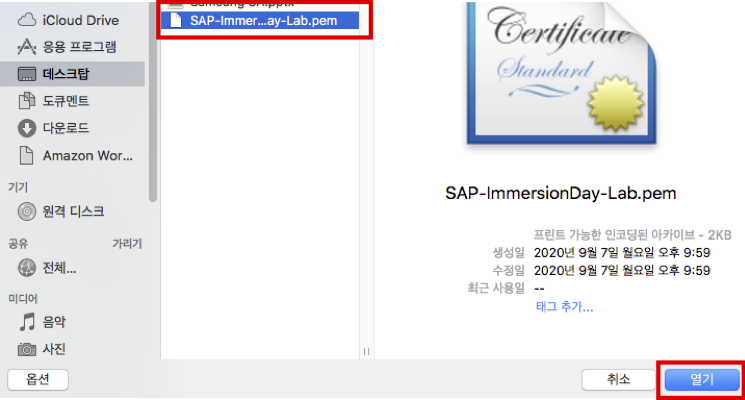 iCloud Drive
응용 프로그램
데스크탑
도큐멘트
다운로드
Amazon Wor...
기기
원격 디스크
공유 가리기
전체...
미디어
음악
사진
SAP-Immer...ay-Lab.pem
Certificate
Standard
SAP-ImmersionDay-Lab.pem
프린트 가능한 인코딩된 아카이브 - 2KB
생성일 2020년 9월 7일 월요일 오후 9:59
수정일 2020년 9월 7일 월요일 오후 9:59
최근 사용일 --
태그 추가...
옵션
취소
열기